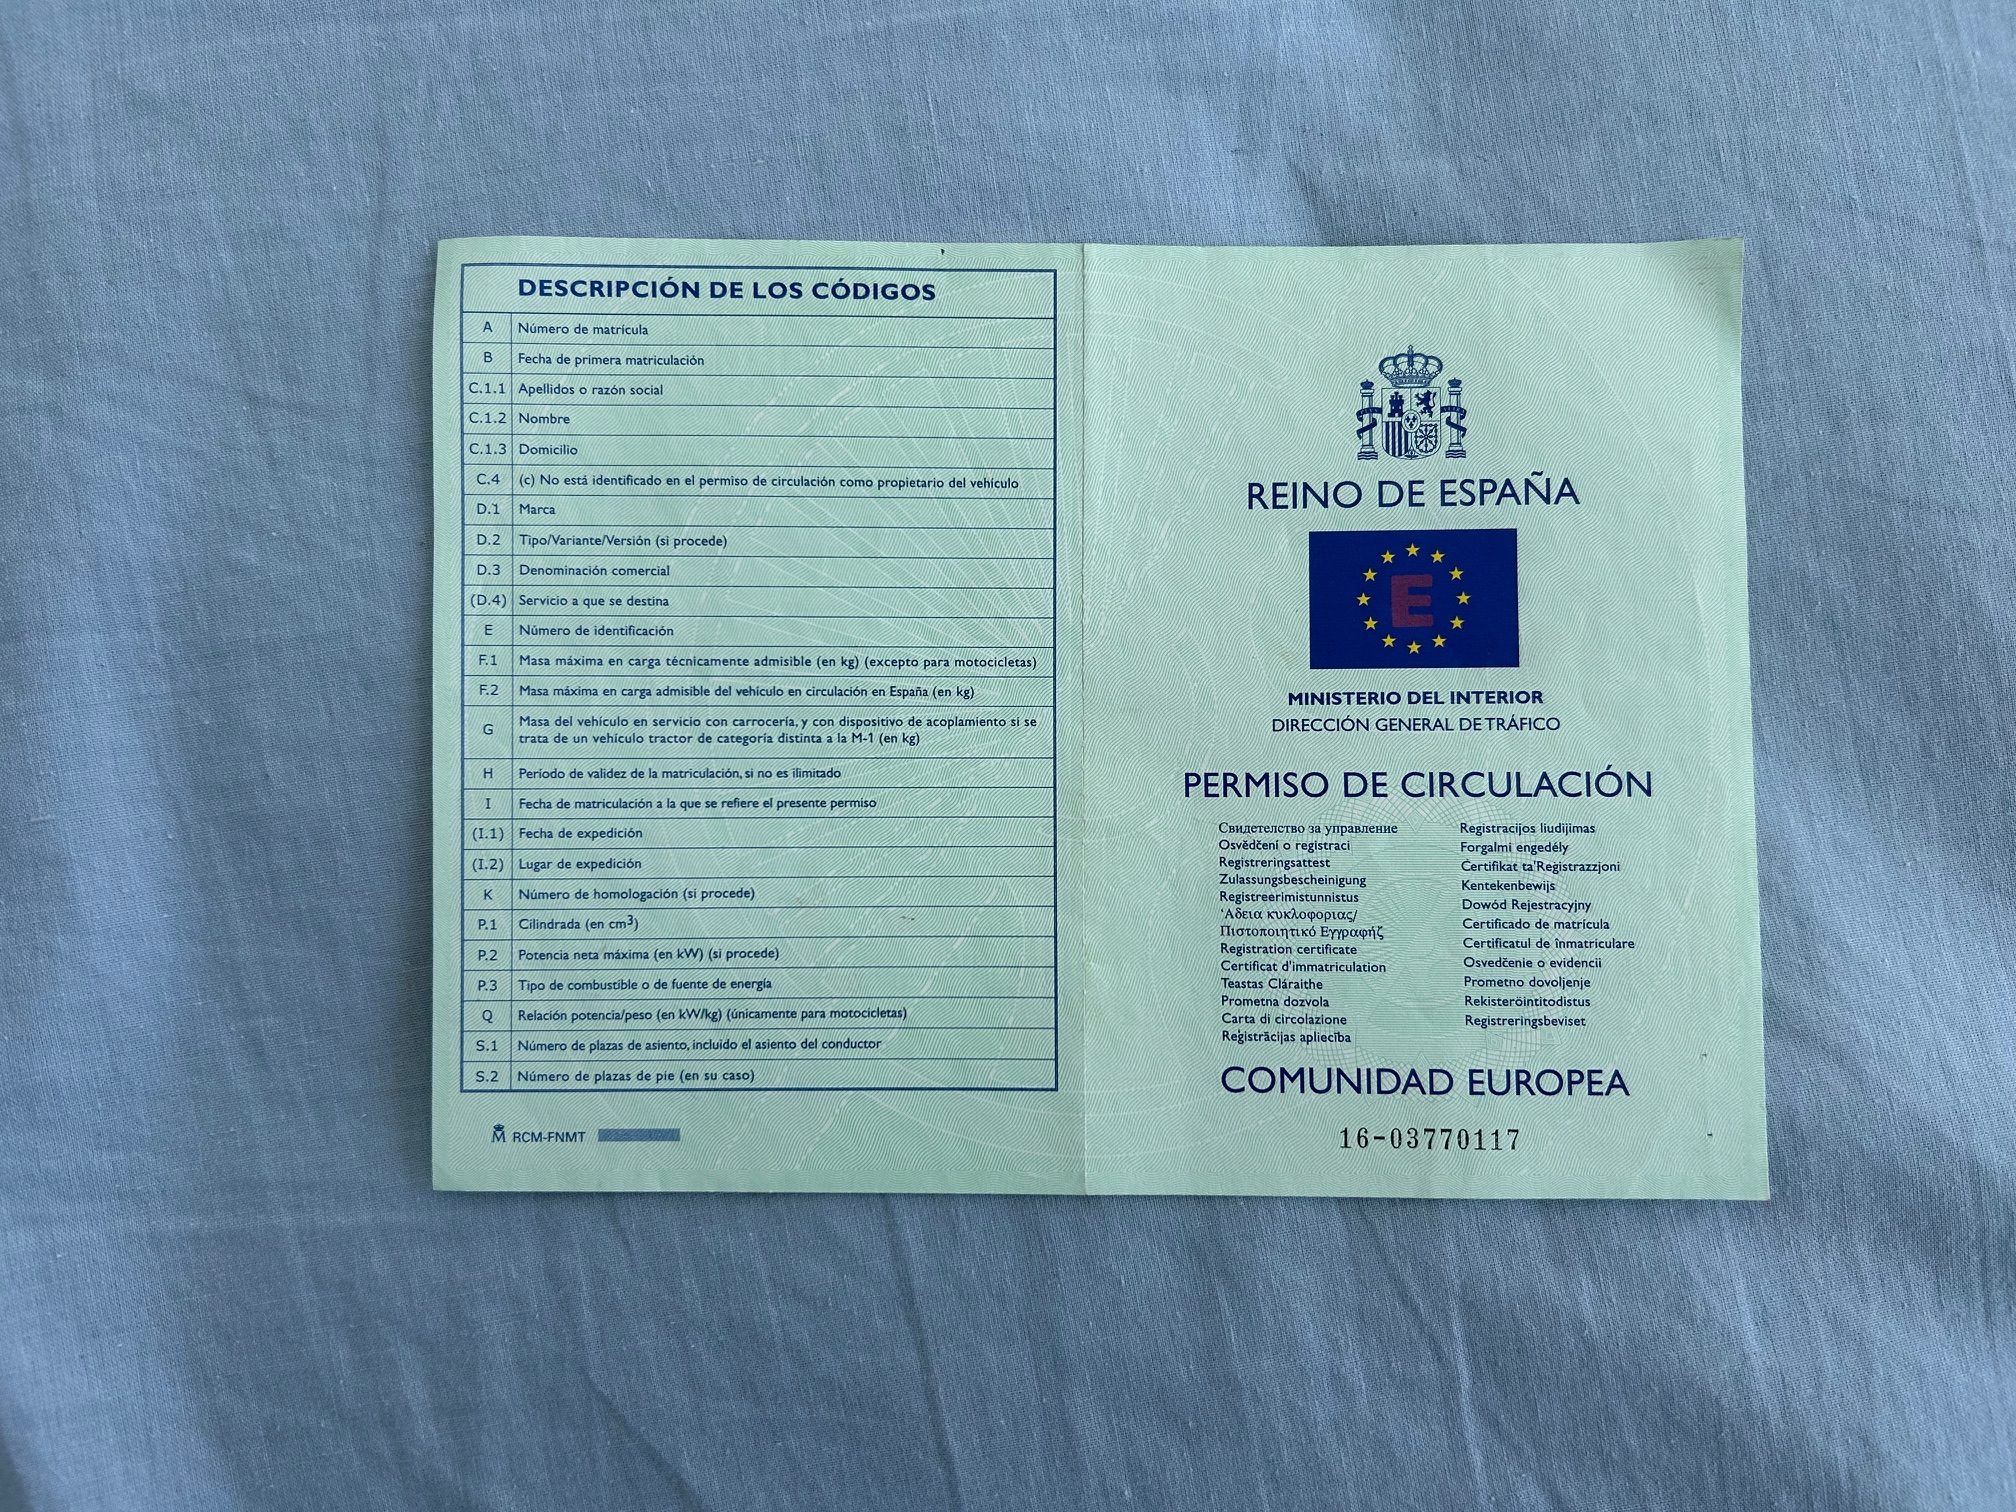 DESCRIPCIÓN DE LOS CÓDIGOS
A Número de matrícula
B Fecha de primera matriculación
C.1.1 Apellidos o razón social
C.1.2 Nombre
C.1.3 Domicilio
C.4 (c) No está identificado en el permiso de circulación como propietario del vehículo
D.1 Marca
D.2 Tipo/Variante/Versión (si procede)
D.3 Denominación comercial
(D.4) Servicio a que se destina
E Número de identificación
F.1 Masa máxima en carga técnicamente admisible (en kg) (excepto para motocicletas)
F.2 Masa máxima en carga admisible del vehículo en circulación en España (en kg)
G Masa del vehículo en servicio con carrocería, y con dispositivo de acoplamiento si se
trata de un vehículo tractor de categoría distinta a la M-1 (en kg)
H Período de validez de la matriculación, si no es ilimitado
I Fecha de matriculación a la que se refiere el presente permiso
(I.1) Fecha de expedición
(I.2) Lugar de expedición
K Número de homologación (si procede)
P.1 Cilindrada (en cm³)
P.2 Potencia neta máxima (en kW) (si procede)
P.3 Tipo de combustible o de fuente de energía
Q Relación potencia/peso (en kW/kg) (únicamente para motocicletas)
S.1 Número de plazas de asiento, incluido el asiento del conductor
S.2 Número de plazas de pie (en su caso)
M RCM-FNMT
REINO DE ESPAÑA
E
MINISTERIO DEL INTERIOR
DIRECCIÓN GENERAL DE TRÁFICO
PERMISO DE CIRCULACIÓN
Свидетелство за управление
Osvědčení o registraci
Registreringsattest
Zulassungsbescheinigung
Registreerimistunnistus
'Αδεια κυκλοφοριας/
Πιστοποιητικό Εγγραφήζ
Registration certificate
Certificat d'immatriculation
Teastas Cláraithe
Prometna dozvola
Carta di circolazione
Reģistrācijas apliecība
Registracijos liudijimas
Forgalmi engedély
Ċertifikat ta'Reġistrazzjoni
Kentekenbewijs
Dowód Rejestracyjny
Certificado de matrícula
Certificatul de înmatriculare
Osvedčenie o evidencii
Prometno dovoljenje
Rekisteröintitodistus
Registreringsbeviset
COMUNIDAD EUROPEA
16-03770117